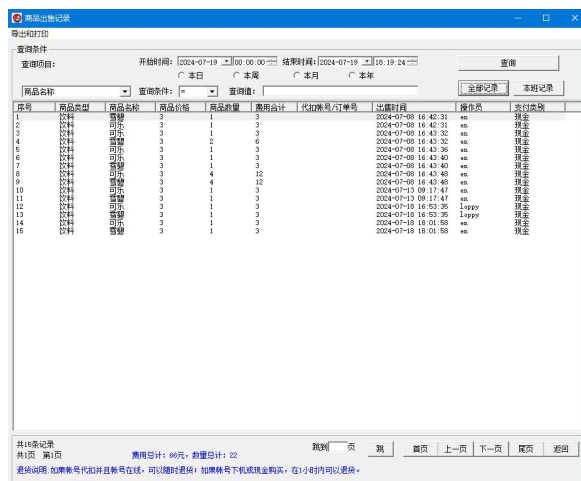 商品出售记录
导出和打印
查询条件
查询项目: 开始时间: 2024-07-19 00:00:00 结束时间: 2024-07-19 18:19:24 查询
本日 本周 本月 本年
商品名称 查询条件: = 查询值: 全部记录 本班记录
序号 商品类型 商品名称 商品价格 商品数量 费用合计 代扣帐号/订单号 出售时间 操作员 支付类别
1 饮料 雪碧 3 1 3 2024-07-08 16:42:31 en 现金
2 饮料 可乐 3 1 3 2024-07-08 16:42:31 en 现金
3 饮料 可乐 3 1 3 2024-07-08 16:43:32 en 现金
4 饮料 雪碧 3 2 6 2024-07-08 16:43:32 en 现金
5 饮料 可乐 3 1 3 2024-07-08 16:43:36 en 现金
6 饮料 可乐 3 1 3 2024-07-08 16:43:40 en 现金
7 饮料 雪碧 3 1 3 2024-07-08 16:43:40 en 现金
8 饮料 可乐 3 4 12 2024-07-08 16:43:48 en 现金
9 饮料 雪碧 3 4 12 2024-07-08 16:43:48 en 现金
10 饮料 可乐 3 1 3 2024-07-13 09:17:47 en 现金
11 饮料 雪碧 3 1 3 2024-07-13 09:17:47 en 现金
12 饮料 可乐 3 1 3 2024-07-18 16:53:35 loppy 现金
13 饮料 雪碧 3 1 3 2024-07-18 16:53:35 loppy 现金
14 饮料 可乐 3 1 3 2024-07-18 18:01:58 en 现金
15 饮料 雪碧 3 1 3 2024-07-18 18:01:58 en 现金
共15条记录
共1页 第1页 费用总计: 66元, 数量总计: 22 跳到 页 跳 首页 上一页 下一页 尾页 返回
退货说明:如果帐号代扣并且帐号在线，可以随时退货; 如果帐号下机或现金购买，在1小时内可以退货。